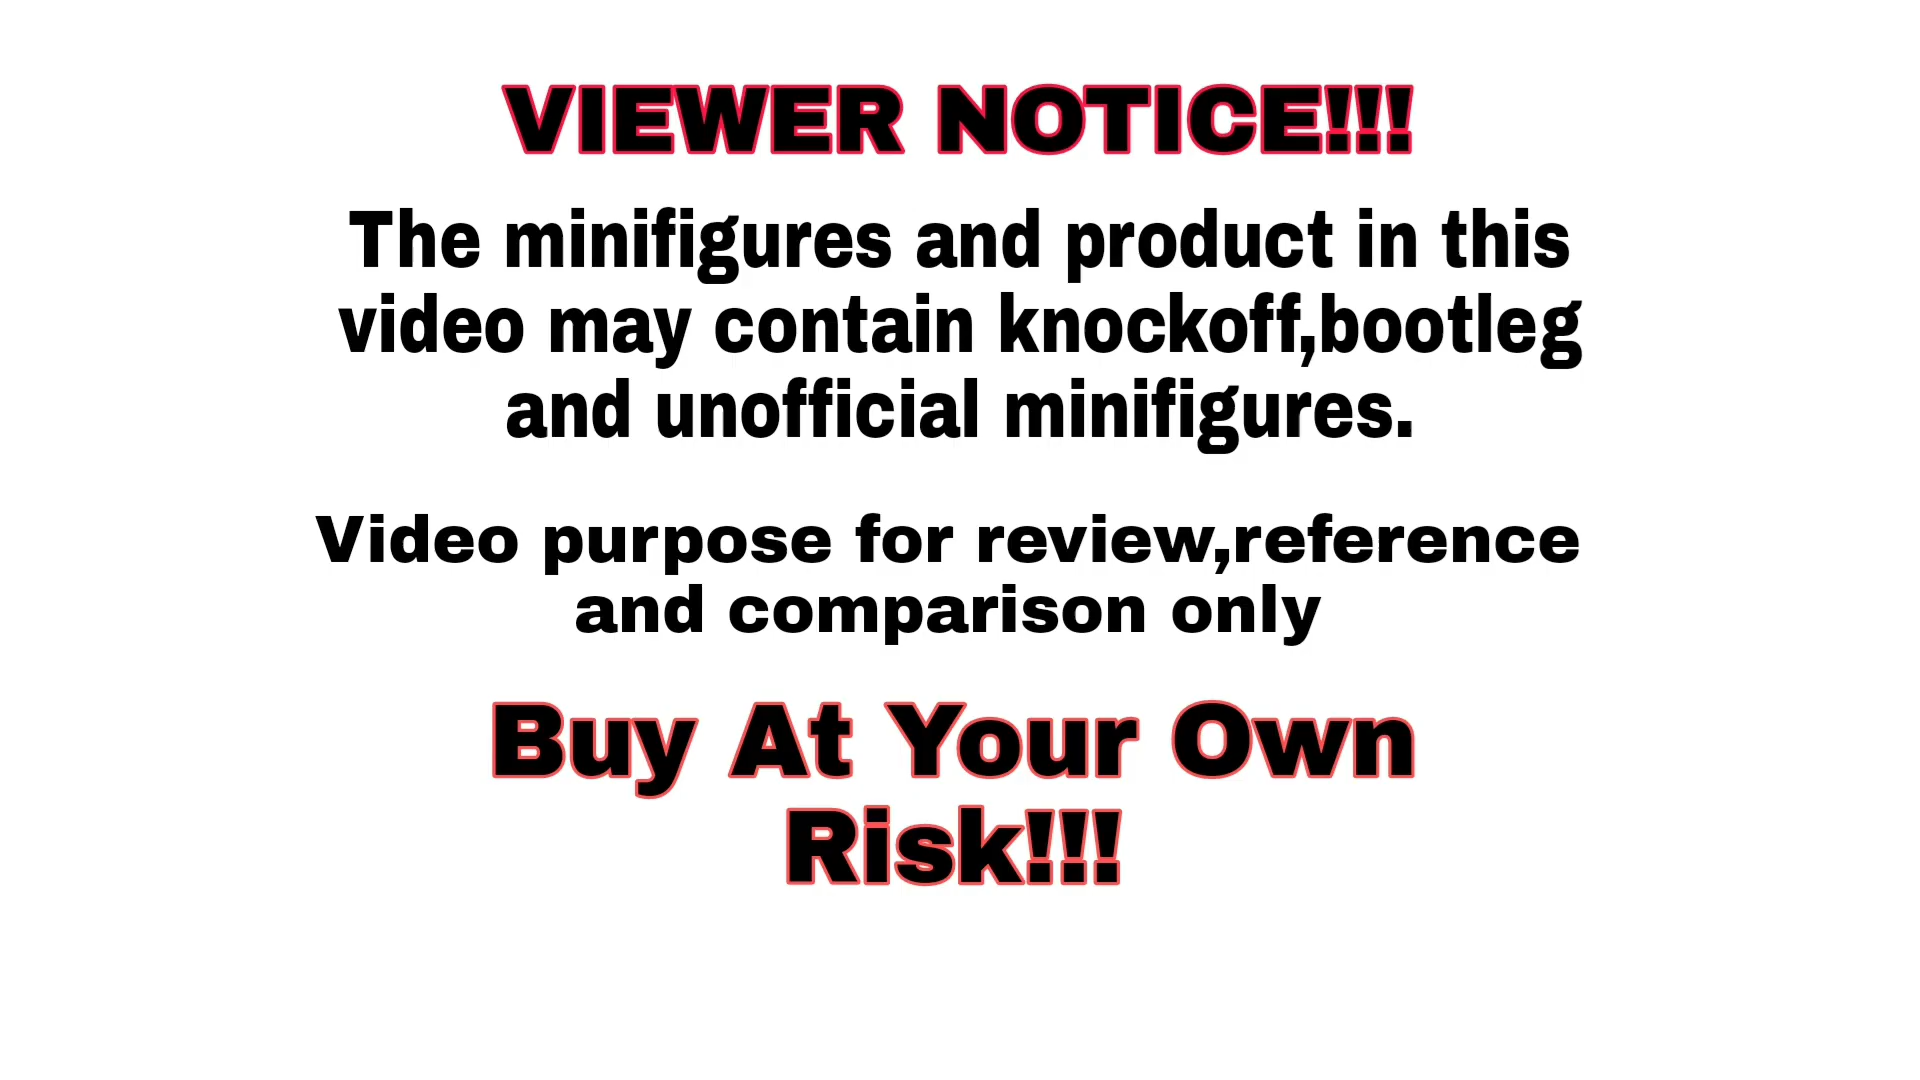 VIEWER NOTICE!!!
The minifigures and product in this
video may contain knockoff,bootleg
and unofficial minifigures.
Video purpose for review,reference
and comparison only
Buy At Your Own
Risk!!!